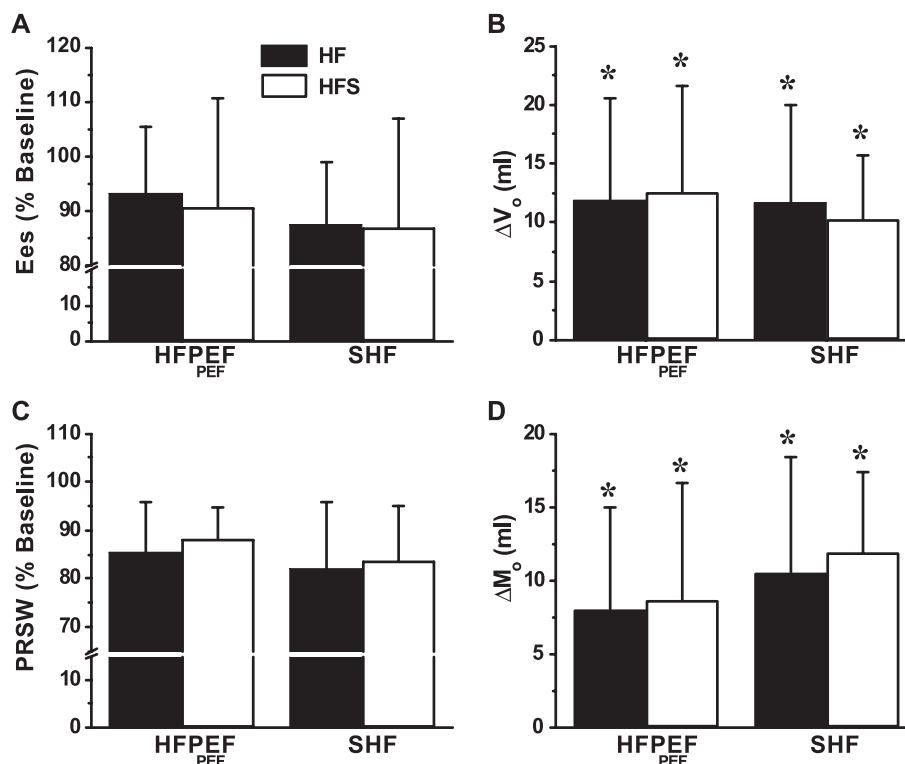 A
Ees (% Baseline)
120
110
100
90
80
10
0
HF
HFS
HFPEF
PEF
SHF
B
ΔVo (ml)
25
20
15
10
5
0
*
*
*
*
HFPEF
PEF
SHF
C
PRSW (% Baseline)
110
100
90
80
70
10
0
HFPEF
PEF
SHF
D
ΔMo (ml)
20
15
10
5
0
*
*
*
*
HFPEF
PEF
SHF